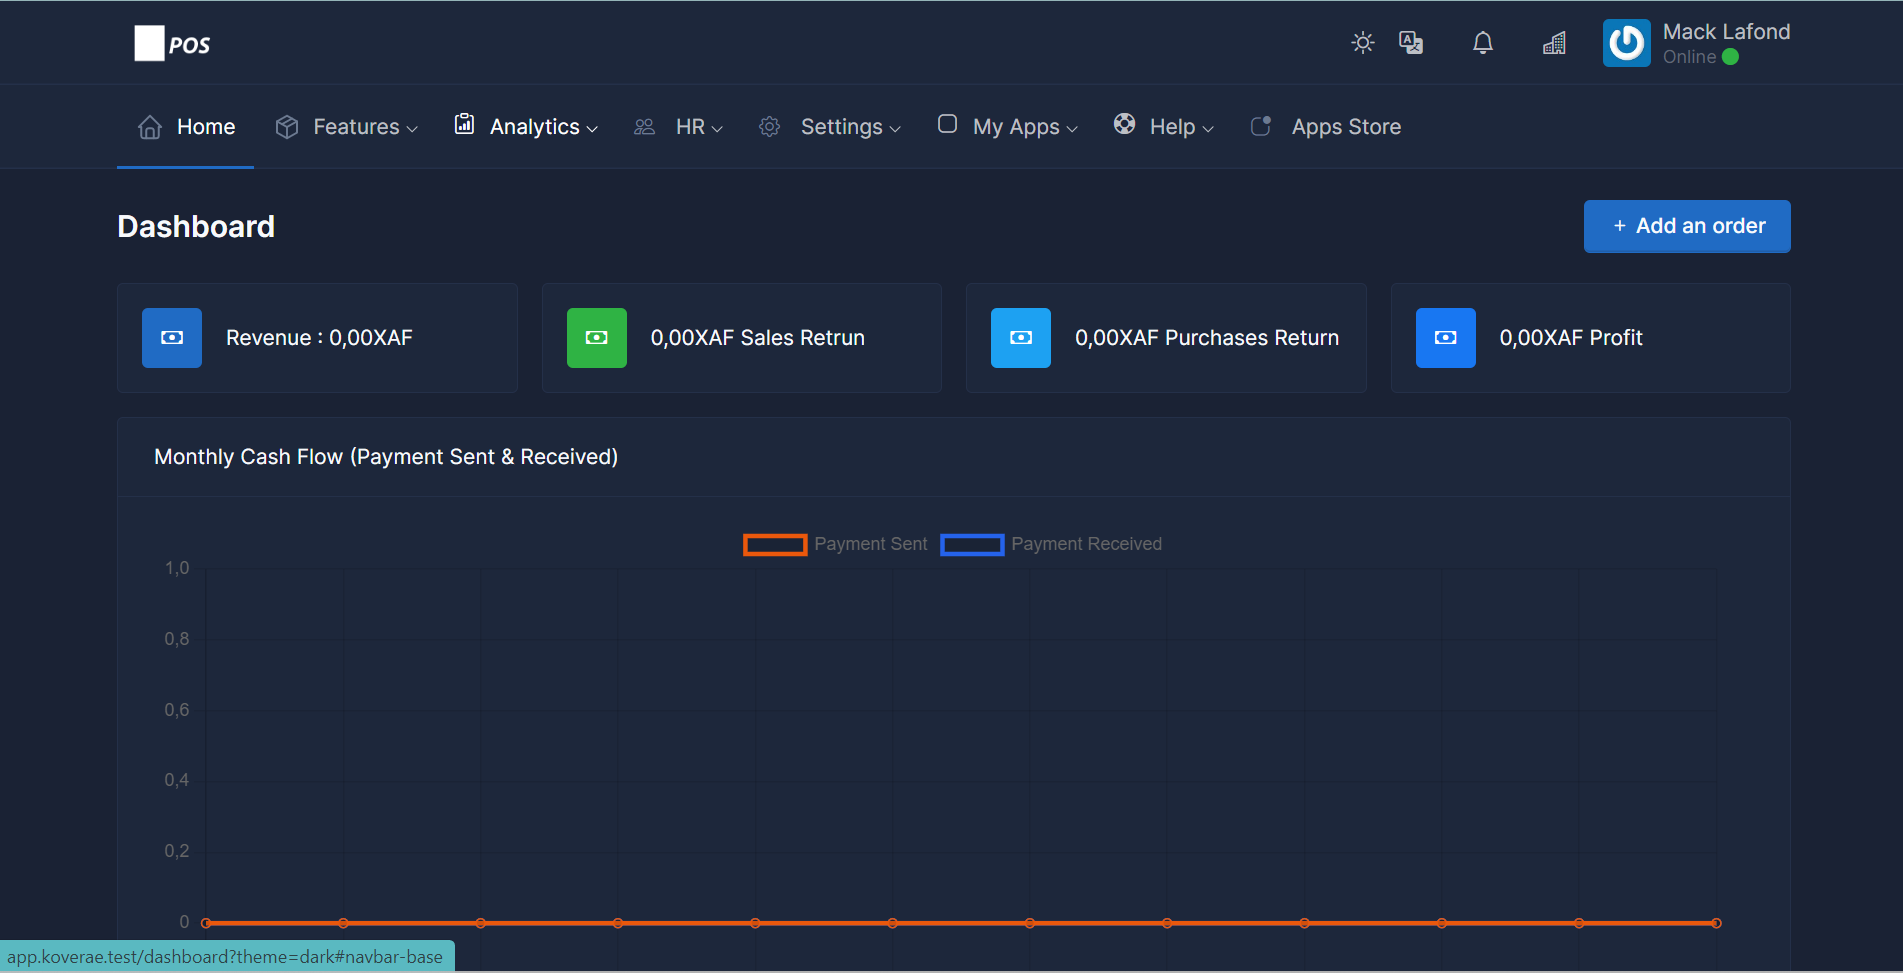 POS
Mack Lafond
Online
Home Features Analytics HR Settings My Apps Help Apps Store
Dashboard
+ Add an order
Revenue : 0,00XAF
0,00XAF Sales Retrun
0,00XAF Purchases Return
0,00XAF Profit
Monthly Cash Flow (Payment Sent & Received)
Payment Sent Payment Received
1,0
0,8
0,6
0,4
0,2
0
app.koverae.test/dashboard?theme=dark#navbar-base